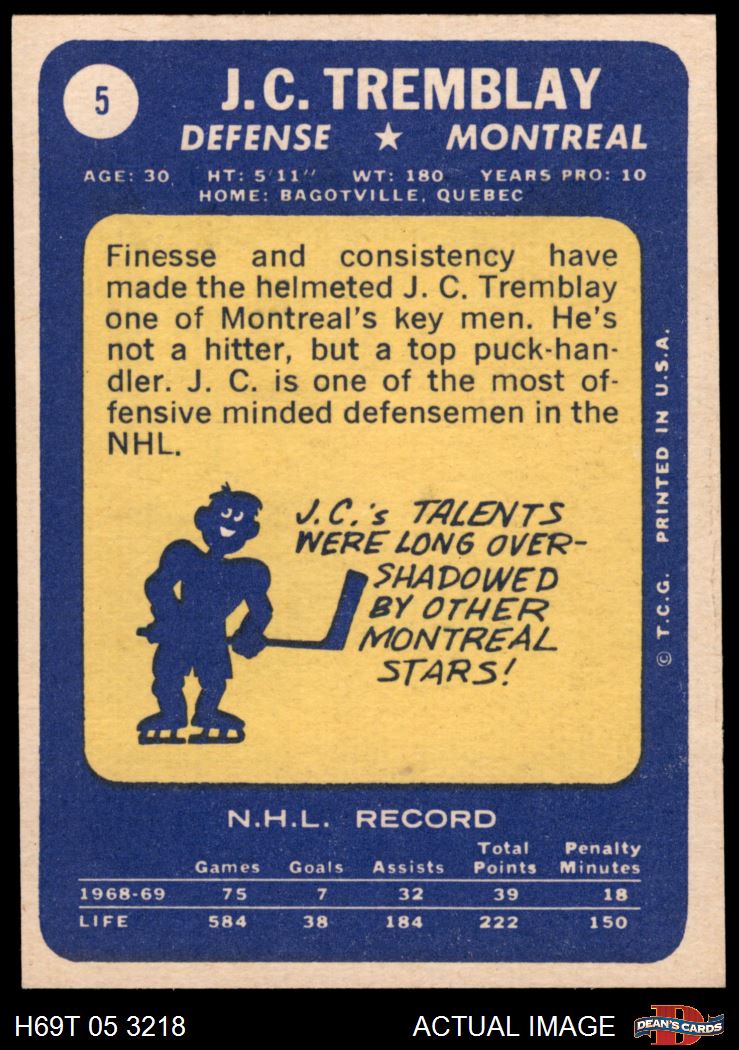 5
J.C. TREMBLAY
DEFENSE ★ MONTREAL
AGE: 30 HT: 5'11" WT: 180 YEARS PRO: 10
HOME: BAGOTVILLE, QUEBEC
Finesse and consistency have
made the helmeted J. C. Tremblay
one of Montreal's key men. He's
not a hitter, but a top puck-han-
dler. J. C. is one of the most of-
fensive minded defensemen in the
NHL.
J.C.'s TALENTS
WERE LONG OVER-
SHADOWED
BY OTHER
MONTREAL
STARS!
© T.C.G. PRINTED IN U.S.A.
N.H.L. RECORD
Games Goals Assists Total Points Penalty Minutes
1968-69 75 7 32 39 18
LIFE 584 38 184 222 150
H69T 05 3218 ACTUAL IMAGE
D
DEAN'S CARDS